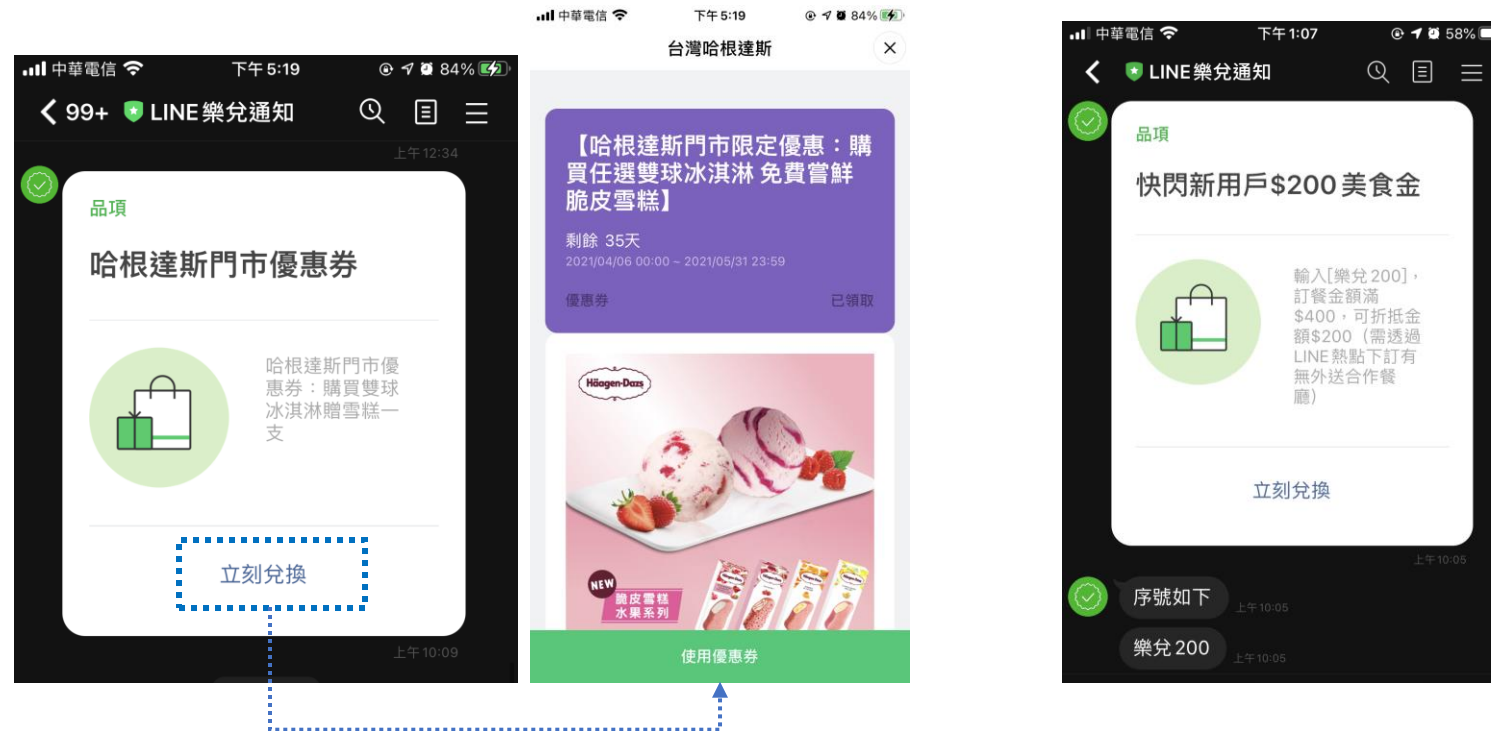 中華電信 下午5:19 84%
99+ LINE樂兌通知
上午12:34
品項
哈根達斯門市優惠券
哈根達斯門市優
惠券：購買雙球
冰淇淋贈雪糕一
支
立刻兌換
上午10:09
中華電信 下午5:19 84%
台灣哈根達斯
【哈根達斯門市限定優惠：購
買任選雙球冰淇淋 免費嘗鮮
脆皮雪糕】
剩餘 35天
2021/04/06 00:00 ~ 2021/05/31 23:59
優惠券 已領取
Häagen-Dazs
NEW
脆皮雪糕
水果系列
使用優惠券
中華電信 下午1:07 58%
LINE樂兌通知
品項
快閃新用戶$200美食金
輸入[樂兌200]，
訂餐金額滿
$400，可折抵金
額$200（需透過
LINE熱點下訂有
無外送合作餐
廳）
立刻兌換
上午10:05
序號如下 上午10:05
樂兌200 上午10:05